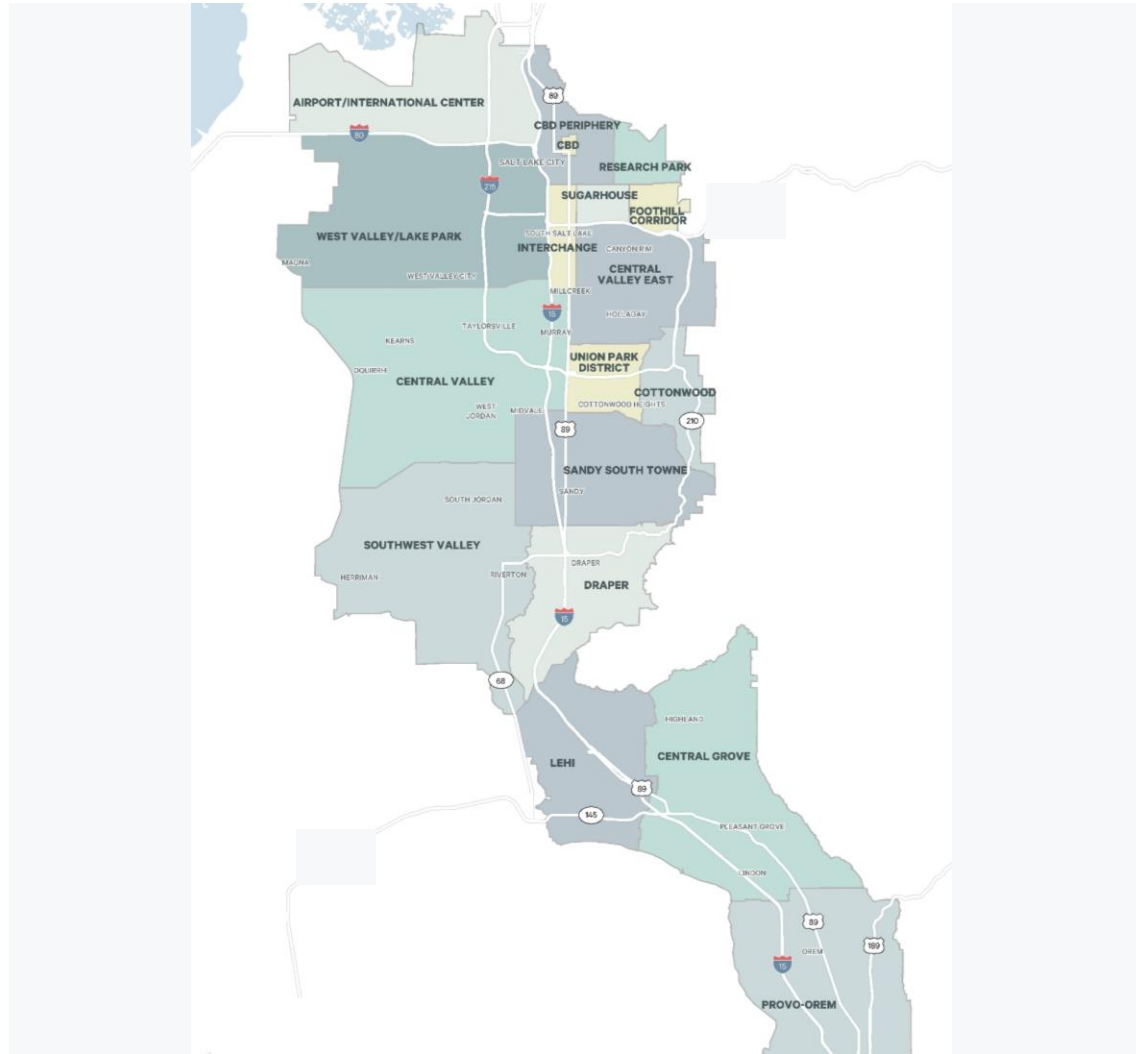 89
AIRPORT/INTERNATIONAL CENTER
80
CBD PERIPHERY
CBD
SALT LAKE CITY
RESEARCH PARK
215
SUGARHOUSE
FOOTHILL
CORRIDOR
WEST VALLEY/LAKE PARK
SOUTH SALT LAKE
INTERCHANGE
CANYON RIM
MAGNA
WEST VALLEY CITY
CENTRAL
VALLEY EAST
MILLCREEK
15
HOLLADAY
TAYLORSVILLE
MURRAY
KEARNS
UNION PARK
DISTRICT
OQUIRRH
CENTRAL VALLEY
COTTONWOOD
WEST
JORDAN
MIDVALE
COTTONWOOD HEIGHTS
89
210
SANDY SOUTH TOWNE
SANDY
SOUTH JORDAN
SOUTHWEST VALLEY
HERRIMAN
RIVERTON
DRAPER
DRAPER
15
68
HIGHLAND
LEHI
CENTRAL GROVE
89
145
PLEASANT GROVE
LINDON
89
189
OREM
15
PROVO-OREM